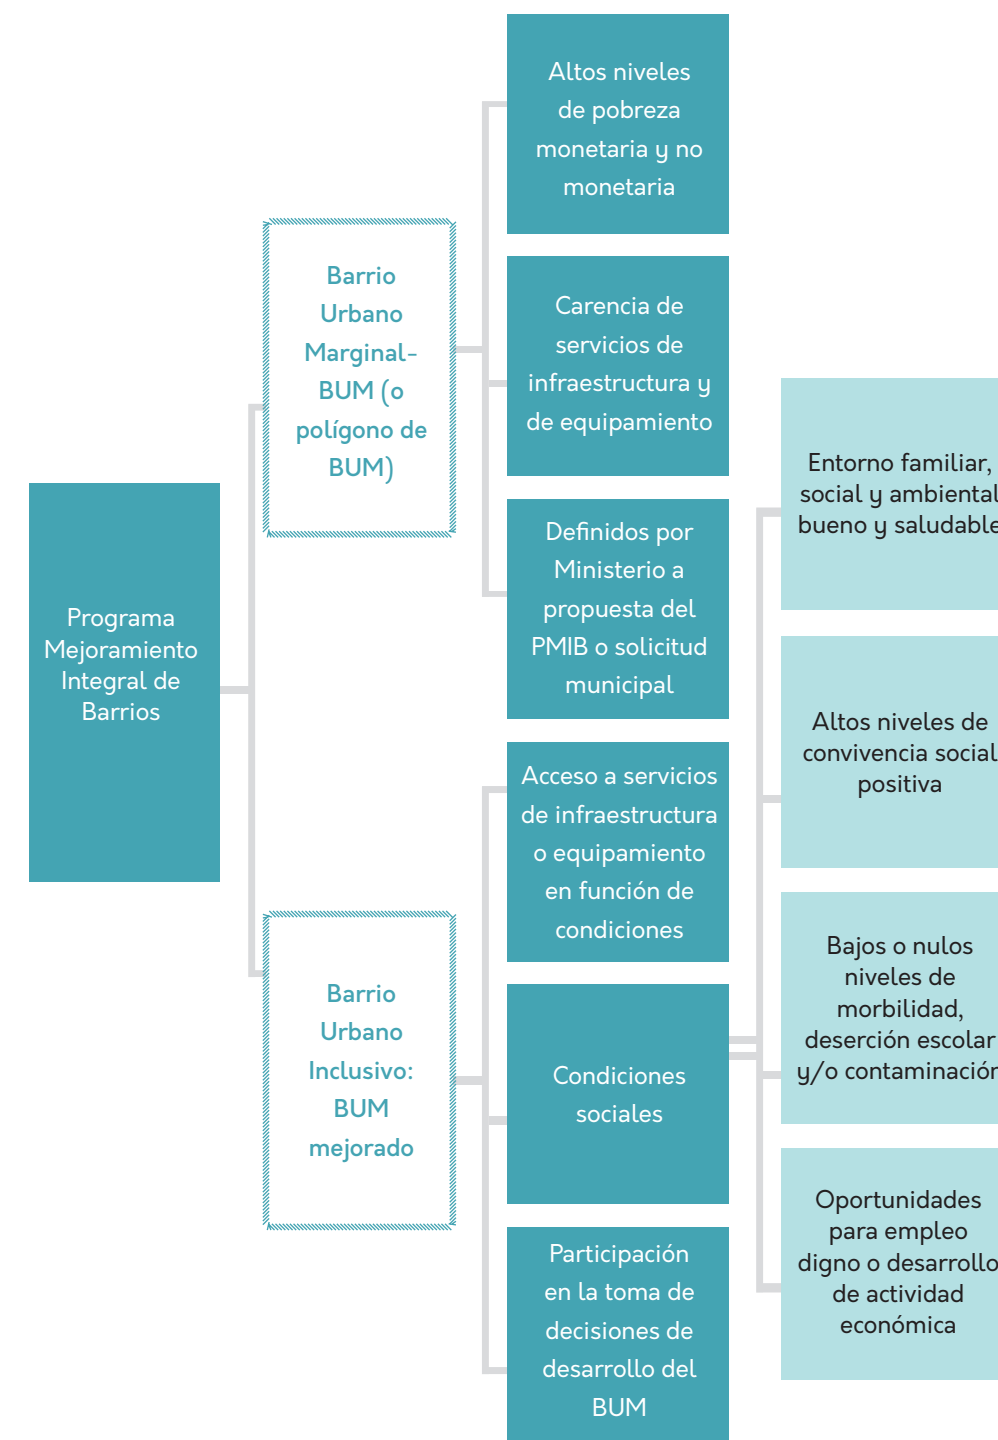 Programa
Mejoramiento
Integral de
Barrios
Barrio
Urbano
Marginal-
BUM (o
polígono de
BUM)
Altos niveles
de pobreza
monetaria y no
monetaria
Carencia de
servicios de
infraestructura y
de equipamiento
Definidos por
Ministerio a
propuesta del
PMIB o solicitud
municipal
Barrio
Urbano
Inclusivo:
BUM
mejorado
Acceso a servicios
de infraestructura
o equipamiento
en función de
condiciones
Condiciones
sociales
Participación
en la toma de
decisiones de
desarrollo del
BUM
Entorno familiar,
social y ambiental
bueno y saludable
Altos niveles de
convivencia social
positiva
Bajos o nulos
niveles de
morbilidad,
deserción escolar
y/o contaminación
Oportunidades
para empleo
digno o desarrollo
de actividad
económica